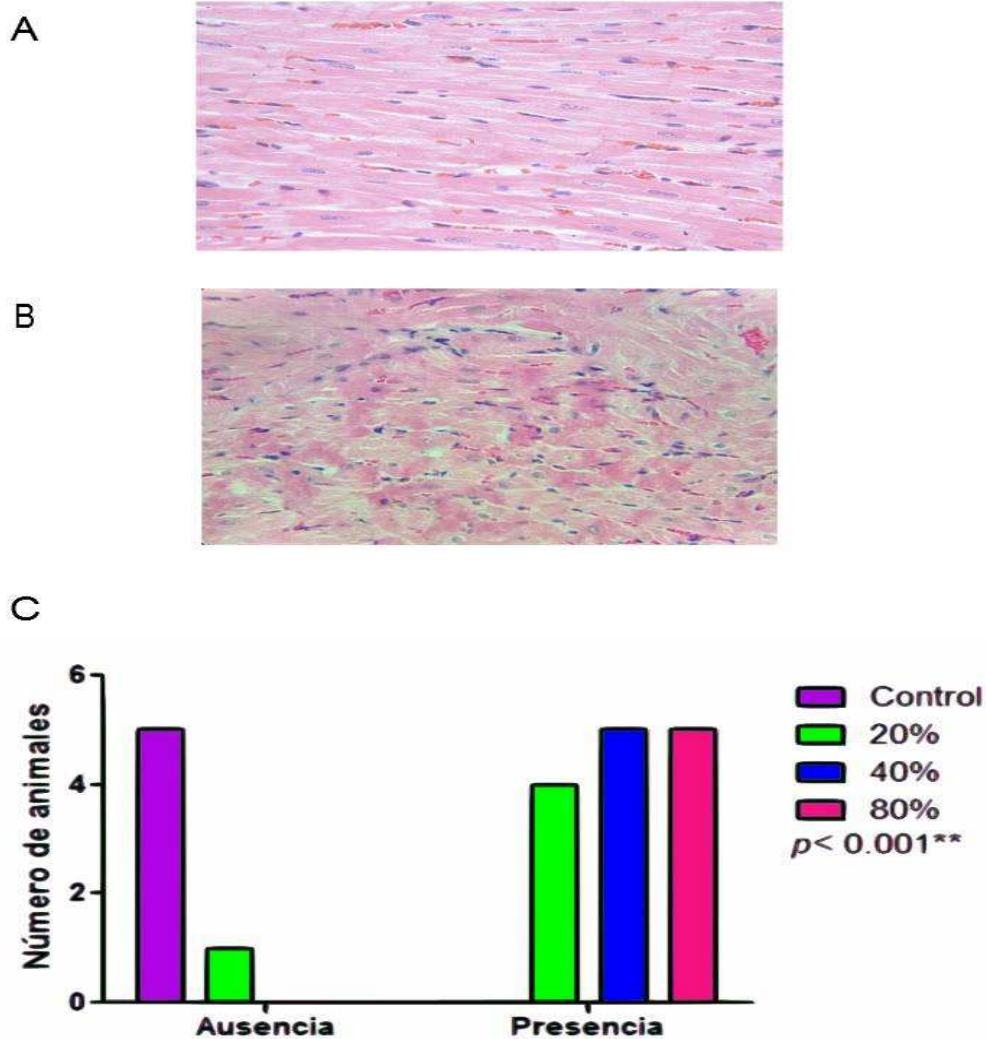 A
B
C
Número de animales
6
4
2
0
Ausencia
Presencia
Control
20%
40%
80%
p< 0.001**